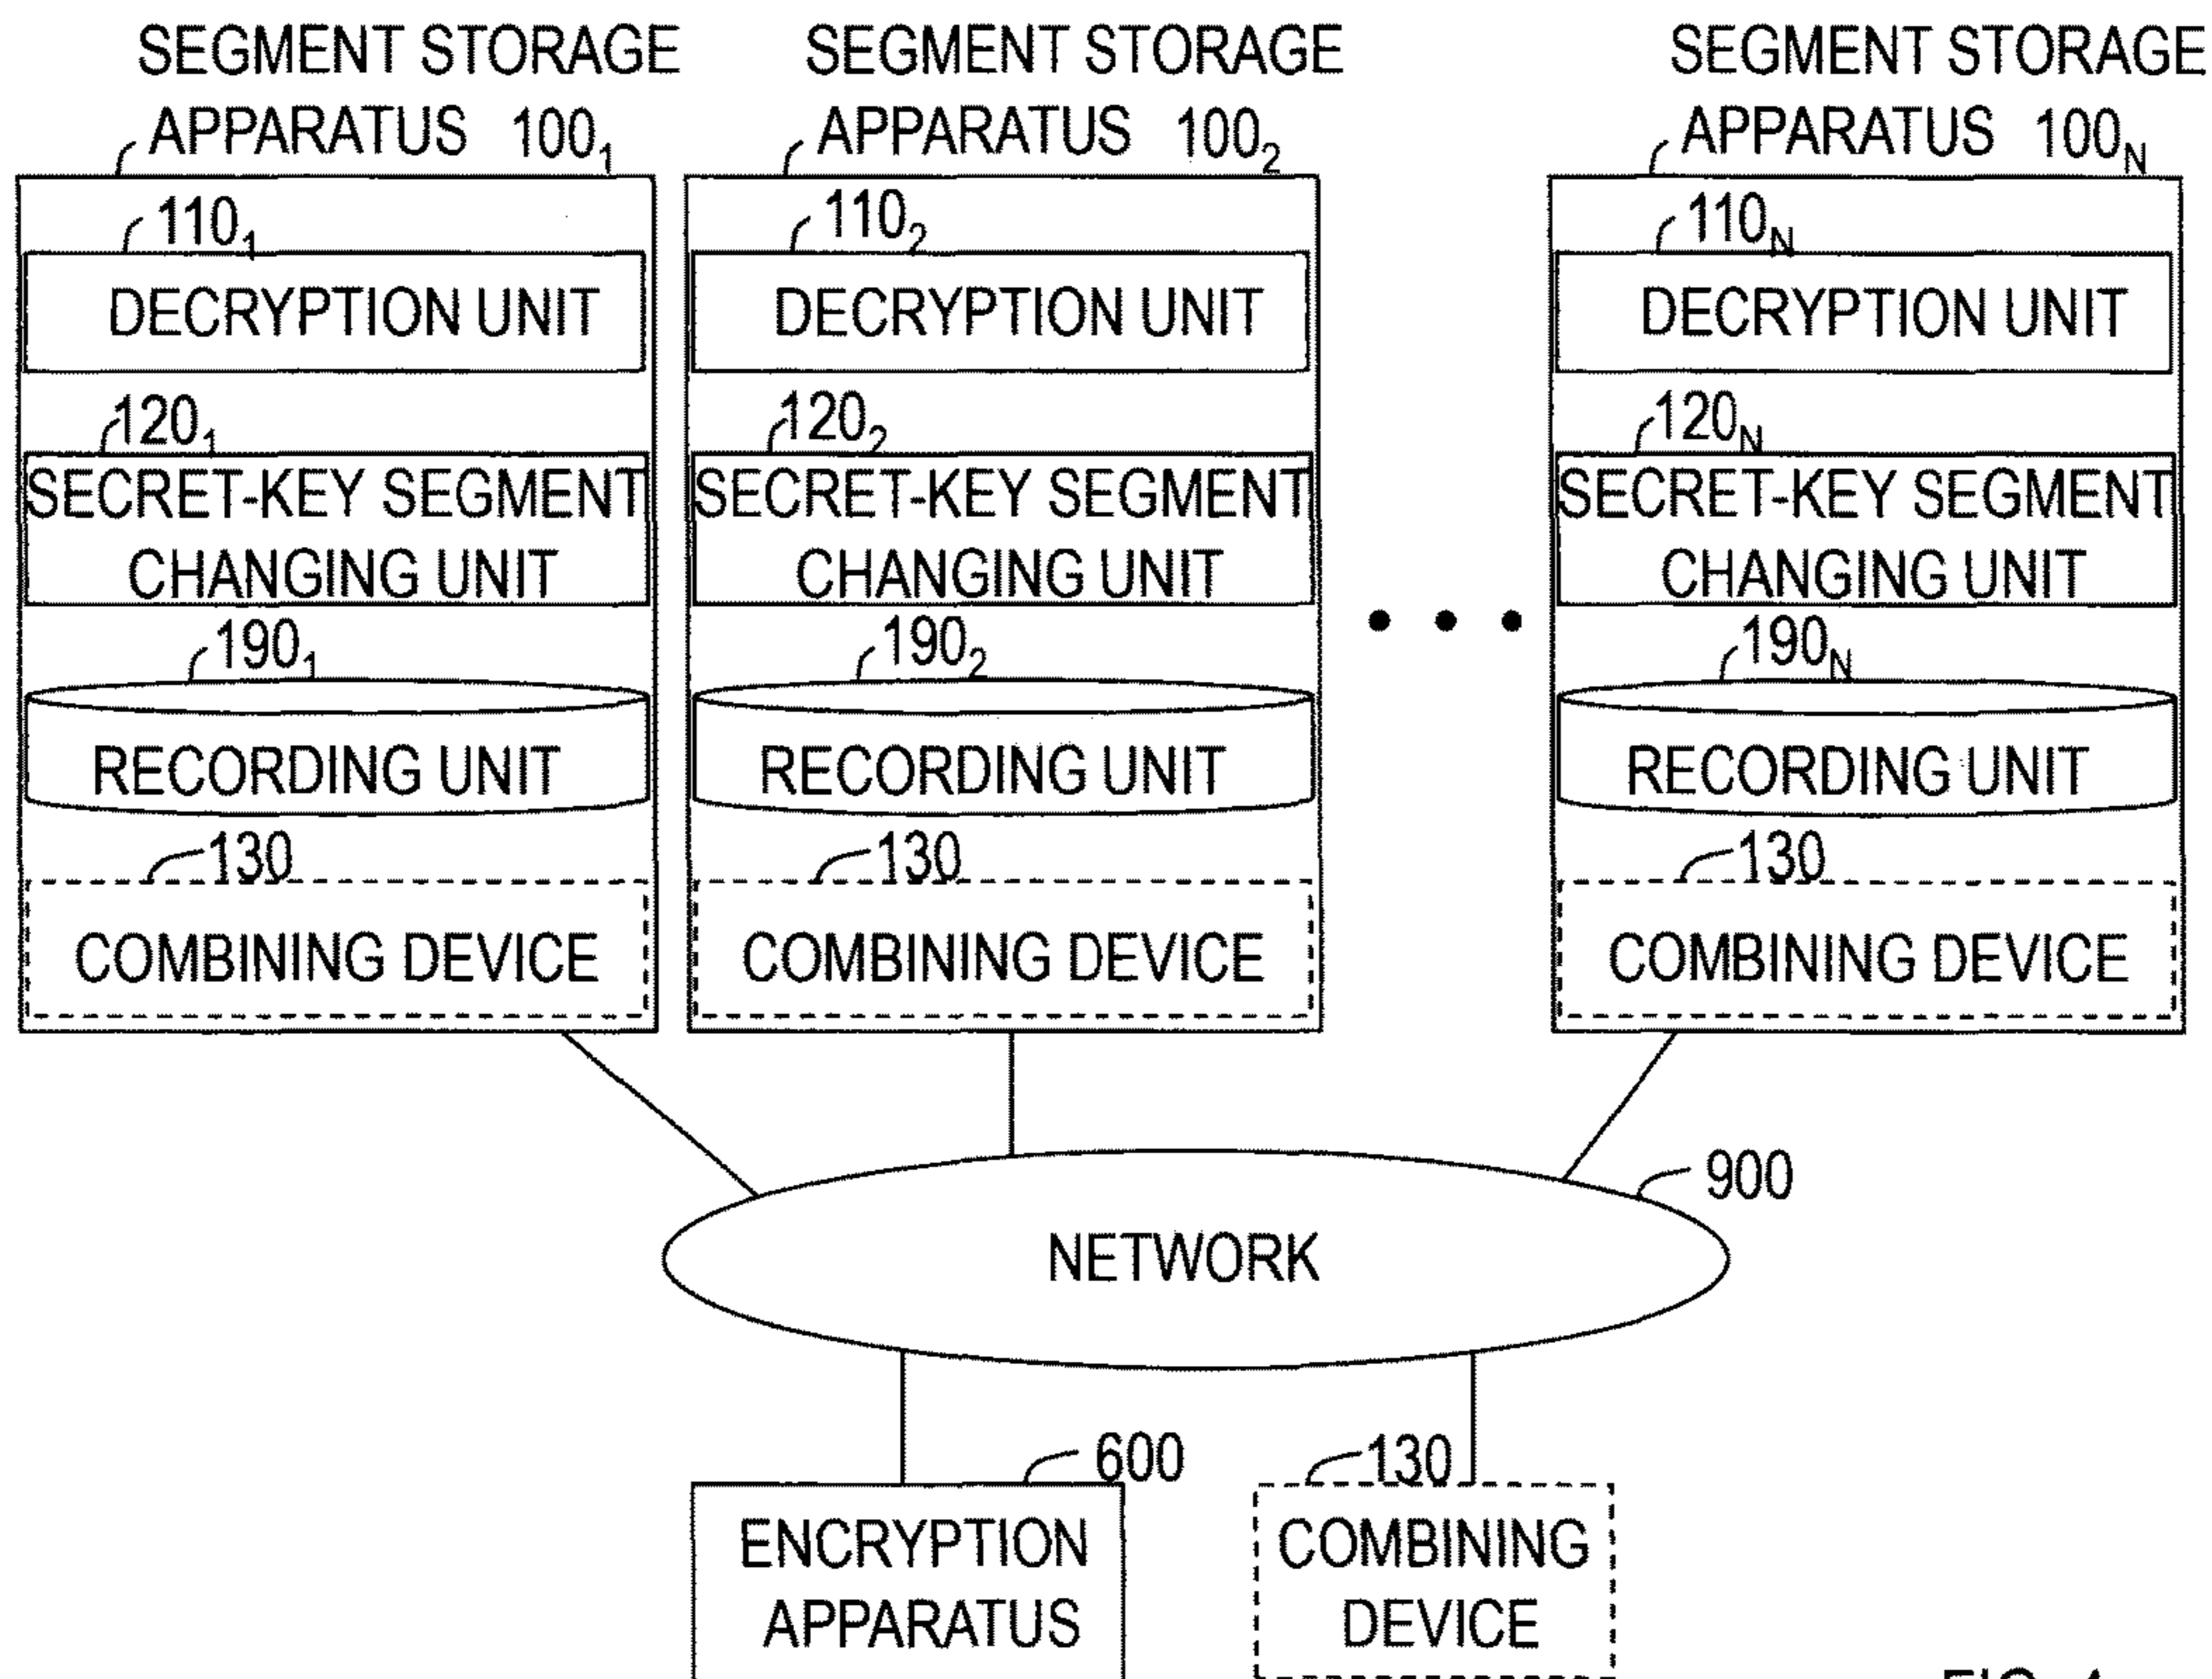 SEGMENT STORAGE SEGMENT STORAGE SEGMENT STORAGE
APPARATUS 100₁ APPARATUS 100₂ APPARATUS 100N
110₁ 110₂ 110N
DECRYPTION UNIT DECRYPTION UNIT DECRYPTION UNIT
120₁ 120₂ 120N
SECRET-KEY SEGMENT SECRET-KEY SEGMENT SECRET-KEY SEGMENT
CHANGING UNIT CHANGING UNIT • • • CHANGING UNIT
190₁ 190₂ 190N
RECORDING UNIT RECORDING UNIT RECORDING UNIT
130 130 130
COMBINING DEVICE COMBINING DEVICE COMBINING DEVICE
900
NETWORK
600 130
ENCRYPTION COMBINING
APPARATUS DEVICE